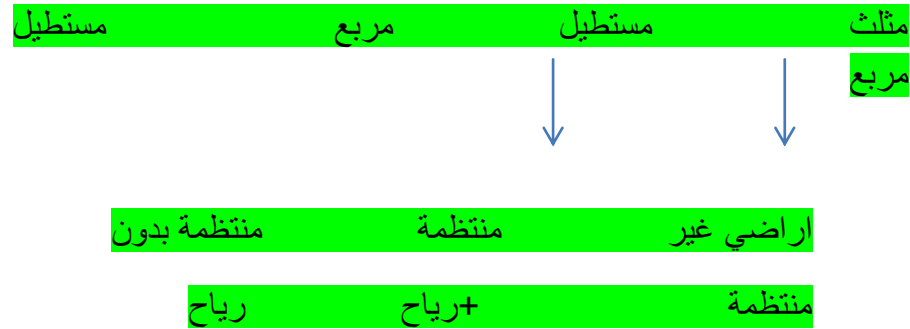 مثلث مستطيل مربع مستطيل
مربع
اراضي غير منتظمة منتظمة بدون
منتظمة +رياح رياح